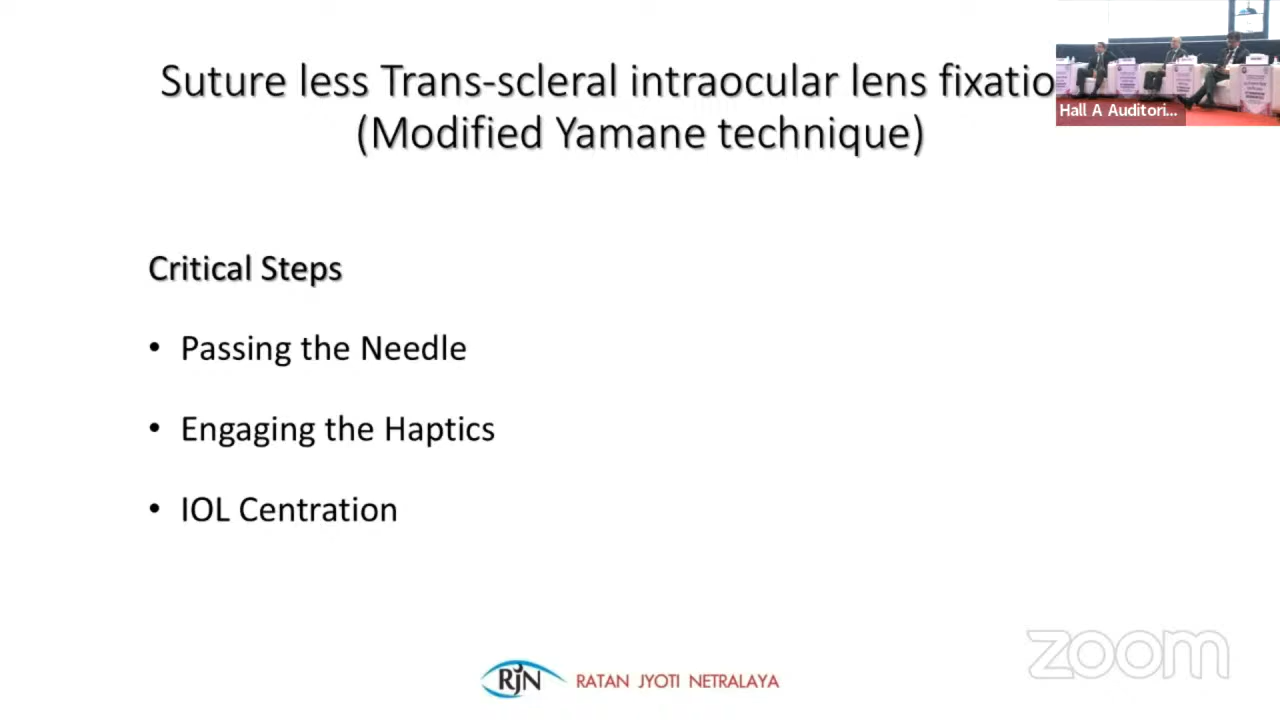 Suture less Trans-scleral intraocular lens fixatio
(Modified Yamane technique)
Hall A Auditori...
Critical Steps
• Passing the Needle
• Engaging the Haptics
• IOL Centration
zoom
RJN RATAN JYOTI NETRALAYA